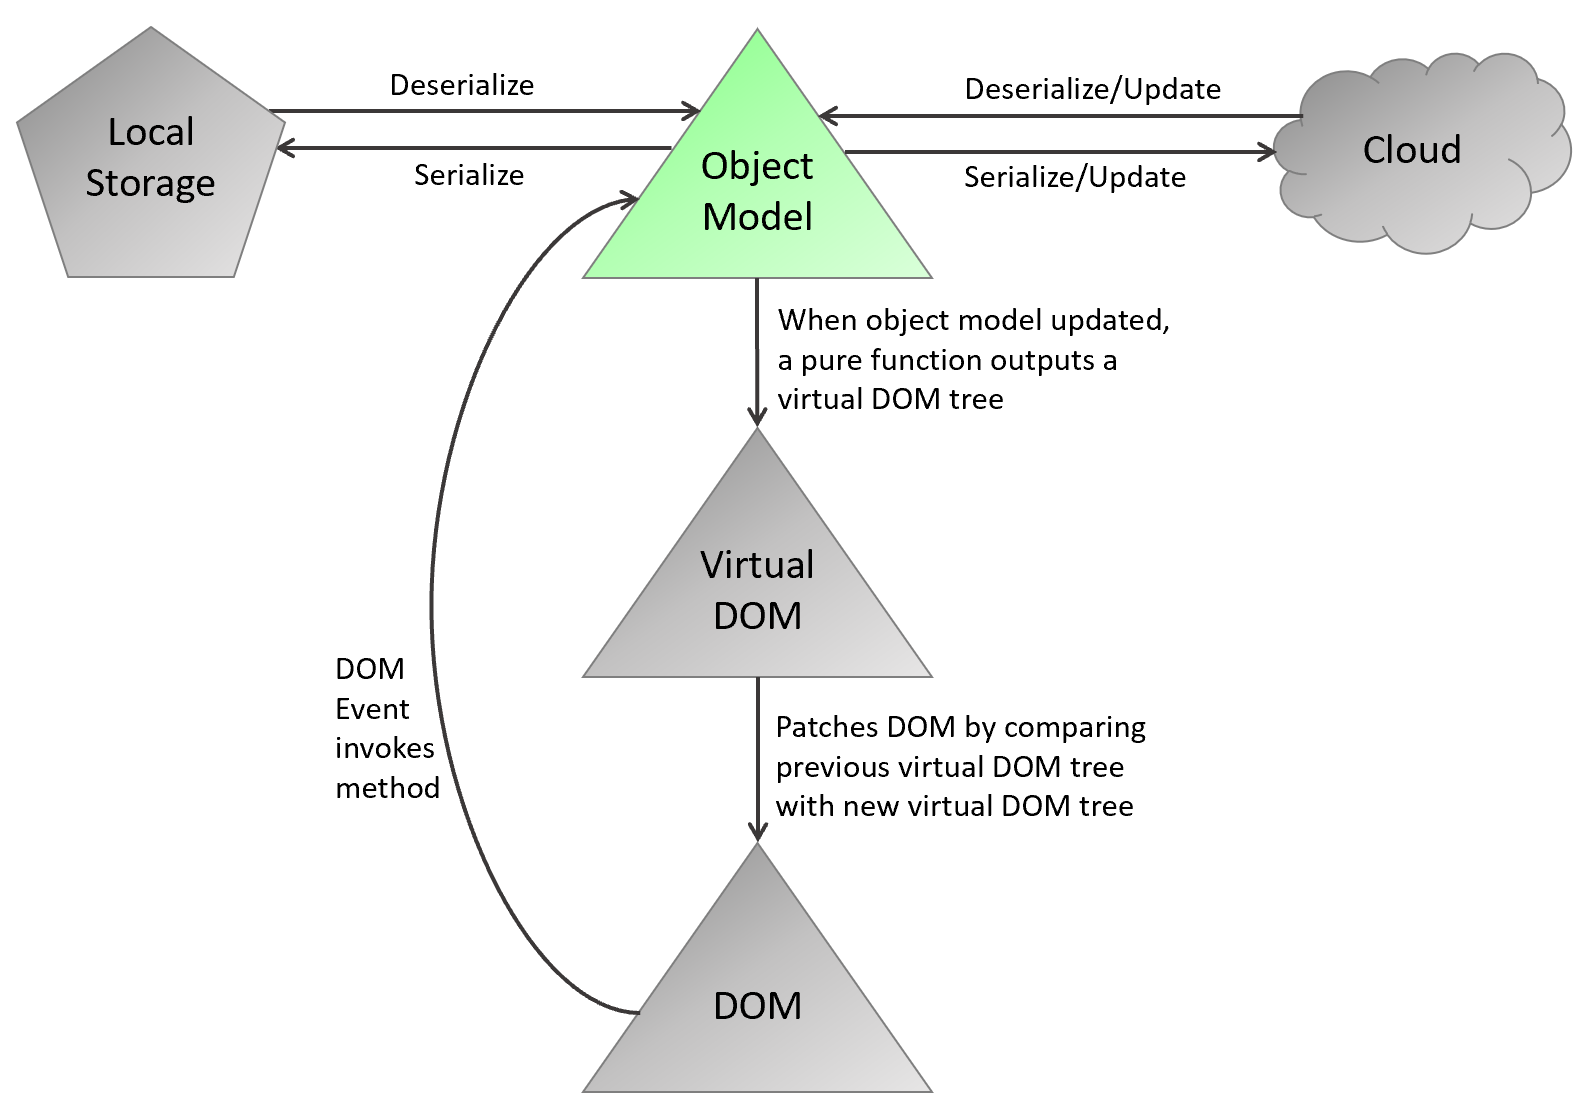 Local
Storage
Deserialize
Serialize
Object
Model
Deserialize/Update
Serialize/Update
Cloud
When object model updated,
a pure function outputs a
virtual DOM tree
Virtual
DOM
DOM
Event
invokes
method
Patches DOM by comparing
previous virtual DOM tree
with new virtual DOM tree
DOM